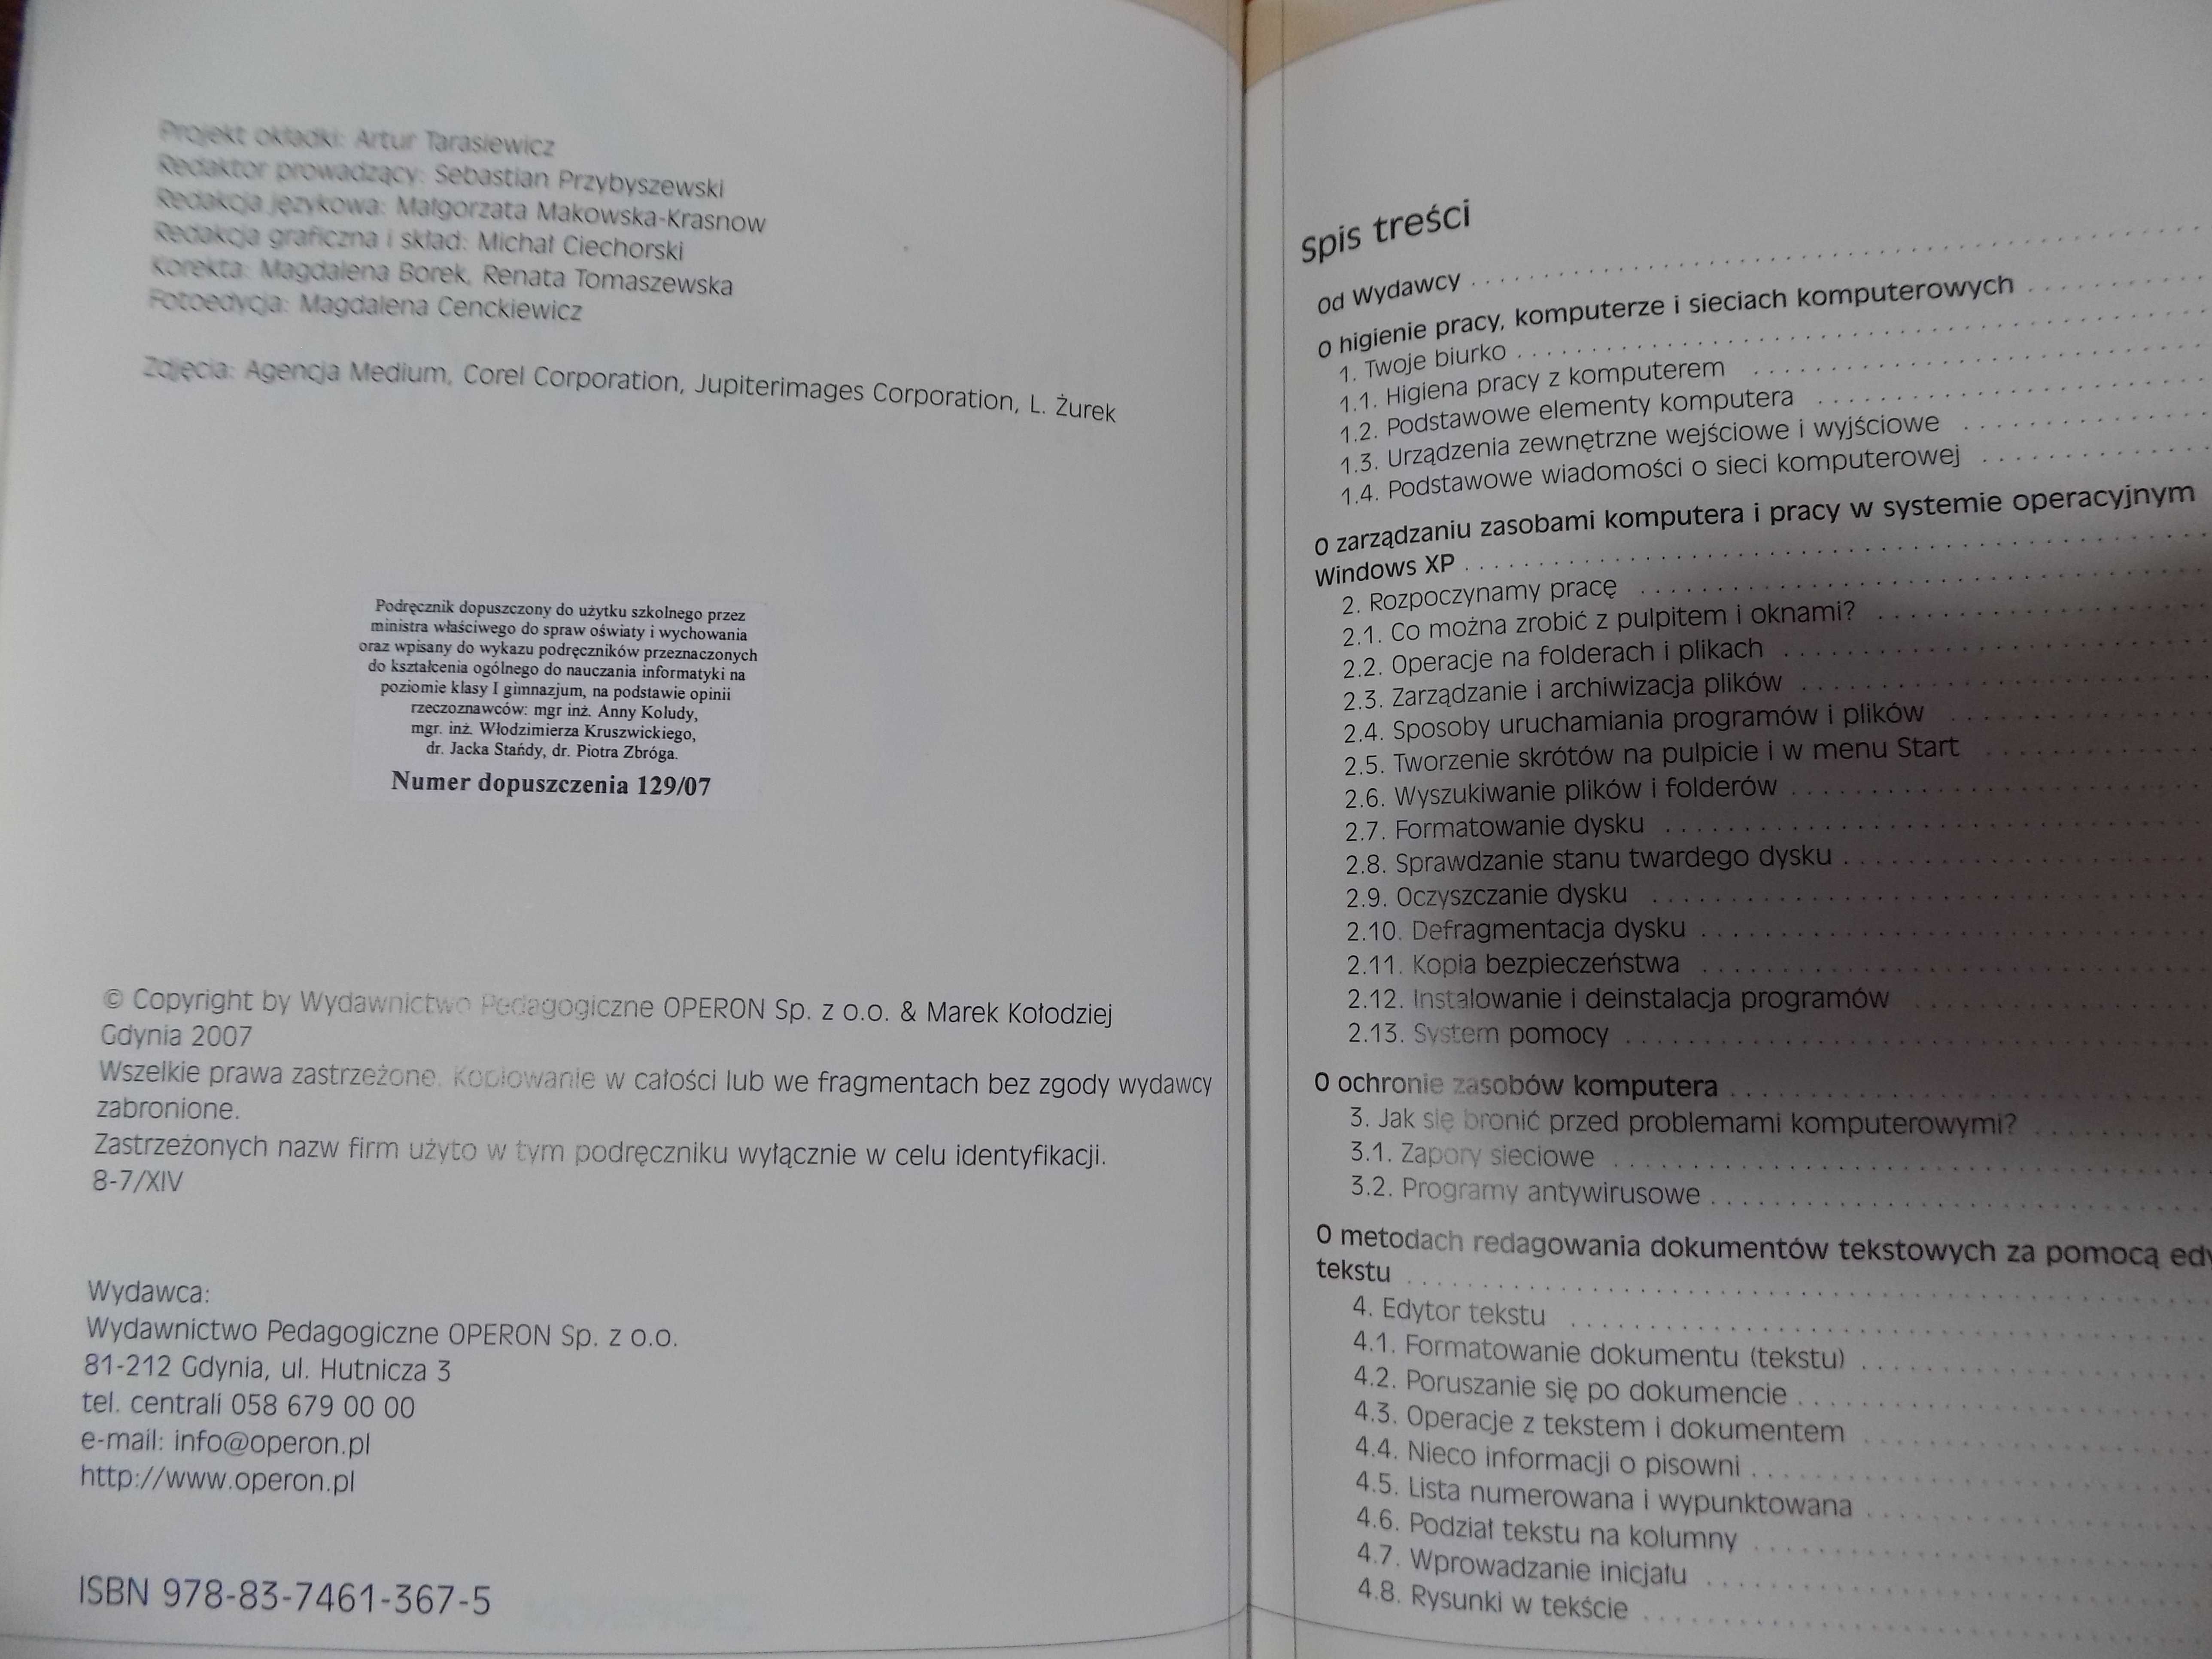 Projekt okładki: Artur Tarasiewicz
Redaktor prowadzący: Sebastian Przybyszewski
Redakcja językowa: Małgorzata Makowska-Krasnow
Redakcja graficzna i skład: Michał Ciechorski
Korekta: Magdalena Borek, Renata Tomaszewska
Fotoedycja: Magdalena Cenckiewicz
Zdjęcia: Agencja Medium, Corel Corporation, Jupiterimages Corporation, L. Żurek
Podręcznik dopuszczony do użytku szkolnego przez
ministra właściwego do spraw oświaty i wychowania
oraz wpisany do wykazu podręczników przeznaczonych
do kształcenia ogólnego do nauczania informatyki na
poziomie klasy I gimnazjum, na podstawie opinii
rzeczoznawców: mgr inż. Anny Koludy,
mgr. inż. Włodzimierza Kruszwickiego,
dr. Jacka Stańdy, dr. Piotra Zbróga.
Numer dopuszczenia 129/07
© Copyright by Wydawnictwo Pedagogiczne OPERON Sp. z o.o. & Marek Kołodziej
Gdynia 2007
Wszelkie prawa zastrzeżone. Kopiowanie w całości lub we fragmentach bez zgody wydawcy
zabronione.
Zastrzeżonych nazw firm użyto w tym podręczniku wyłącznie w celu identyfikacji.
8-7/XIV
Wydawca:
Wydawnictwo Pedagogiczne OPERON Sp. z o.o.
81-212 Gdynia, ul. Hutnicza 3
tel. centrali 058 679 00 00
e-mail: info@operon.pl
http://www.operon.pl
ISBN 978-83-7461-367-5
Spis treści
Od Wydawcy
O higienie pracy, komputerze i sieciach komputerowych
1. Twoje biurko
1.1. Higiena pracy z komputerem
1.2. Podstawowe elementy komputera
1.3. Urządzenia zewnętrzne wejściowe i wyjściowe
1.4. Podstawowe wiadomości o sieci komputerowej
O zarządzaniu zasobami komputera i pracy w systemie operacyjnym
Windows XP
2. Rozpoczynamy pracę
2.1. Co można zrobić z pulpitem i oknami?
2.2. Operacje na folderach i plikach
2.3. Zarządzanie i archiwizacja plików
2.4. Sposoby uruchamiania programów i plików
2.5. Tworzenie skrótów na pulpicie i w menu Start
2.6. Wyszukiwanie plików i folderów
2.7. Formatowanie dysku
2.8. Sprawdzanie stanu twardego dysku
2.9. Oczyszczanie dysku
2.10. Defragmentacja dysku
2.11. Kopia bezpieczeństwa
2.12. Instalowanie i deinstalacja programów
2.13. System pomocy
O ochronie zasobów komputera
3. Jak się bronić przed problemami komputerowymi?
3.1. Zapory sieciowe
3.2. Programy antywirusowe
O metodach redagowania dokumentów tekstowych za pomocą
tekstu
4. Edytor tekstu
4.1. Formatowanie dokumentu (tekstu)
4.2. Poruszanie się po dokumencie
4.3. Operacje z tekstem i dokumentem
4.4. Nieco informacji o pisowni
4.5. Lista numerowana i wypunktowana
4.6. Podział tekstu na kolumny
4.7. Wprowadzanie inicjału
4.8. Rysunki w tekście